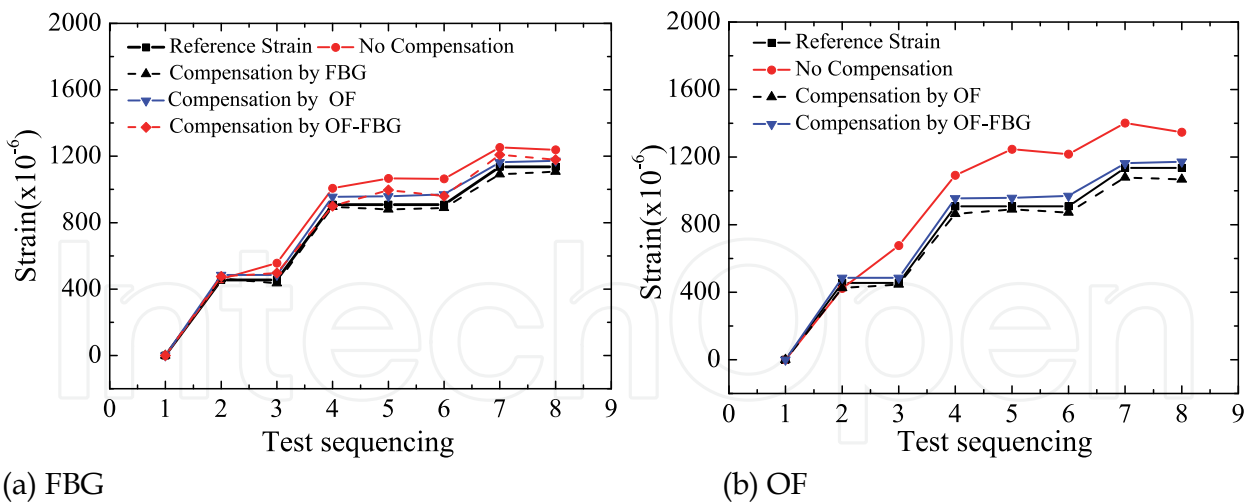 2000
1600
1200
800
400
0
Strain(x10⁻⁶)
Reference Strain
No Compensation
Compensation by FBG
Compensation by OF
Compensation by OF-FBG
0 1 2 3 4 5 6 7 8 9
Test sequencing
(a) FBG
2000
1600
1200
800
400
0
Strain(x10⁻⁶)
Reference Strain
No Compensation
Compensation by OF
Compensation by OF-FBG
0 1 2 3 4 5 6 7 8 9
Test sequencing
(b) OF
IntechOpen